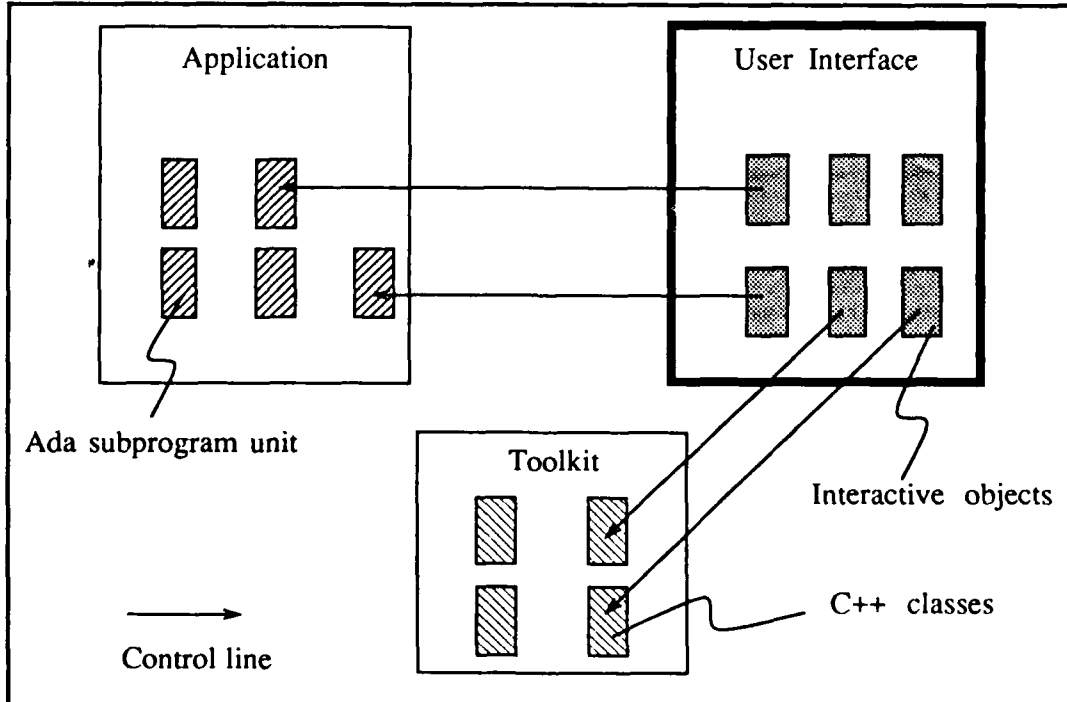 Application
User Interface
Ada subprogram unit
Toolkit
Interactive objects
C++ classes
Control line